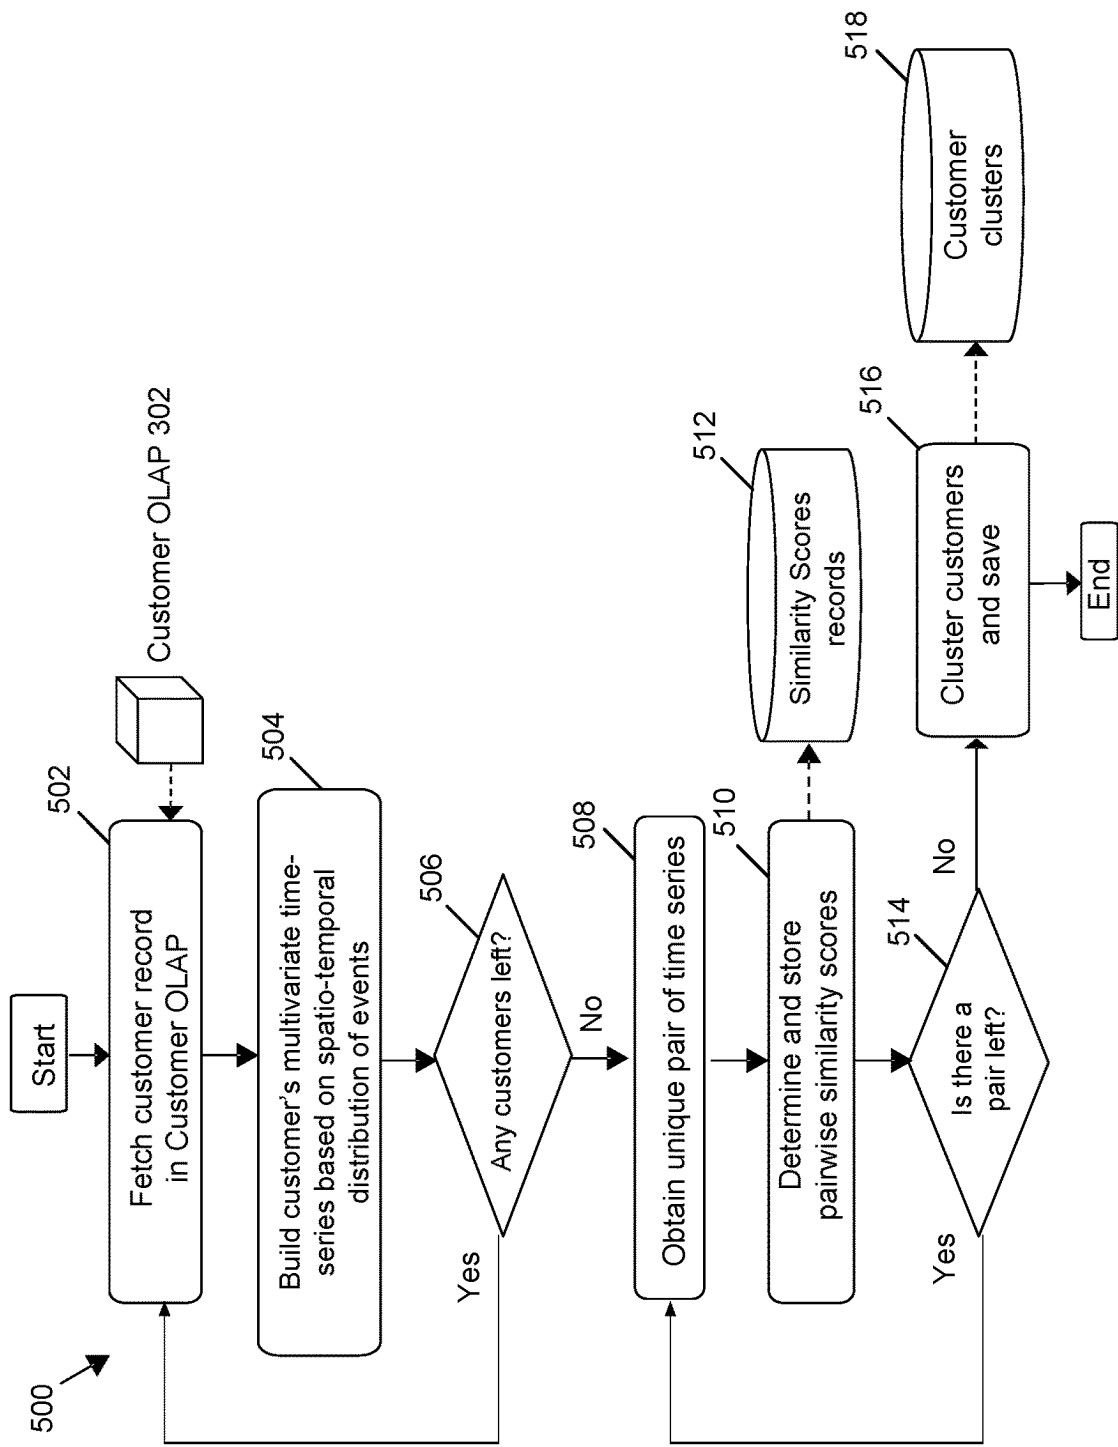 500
Start
502
Fetch customer record
in Customer OLAP
Customer OLAP 302
504
Build customer's multivariate time-
series based on spatio-temporal
distribution of events
506
Any customers left?
Yes
No
508
Obtain unique pair of time series
510
Determine and store
pairwise similarity scores
512
Similarity Scores
records
514
Is there a
pair left?
Yes
No
516
Cluster customers
and save
518
Customer
clusters
End